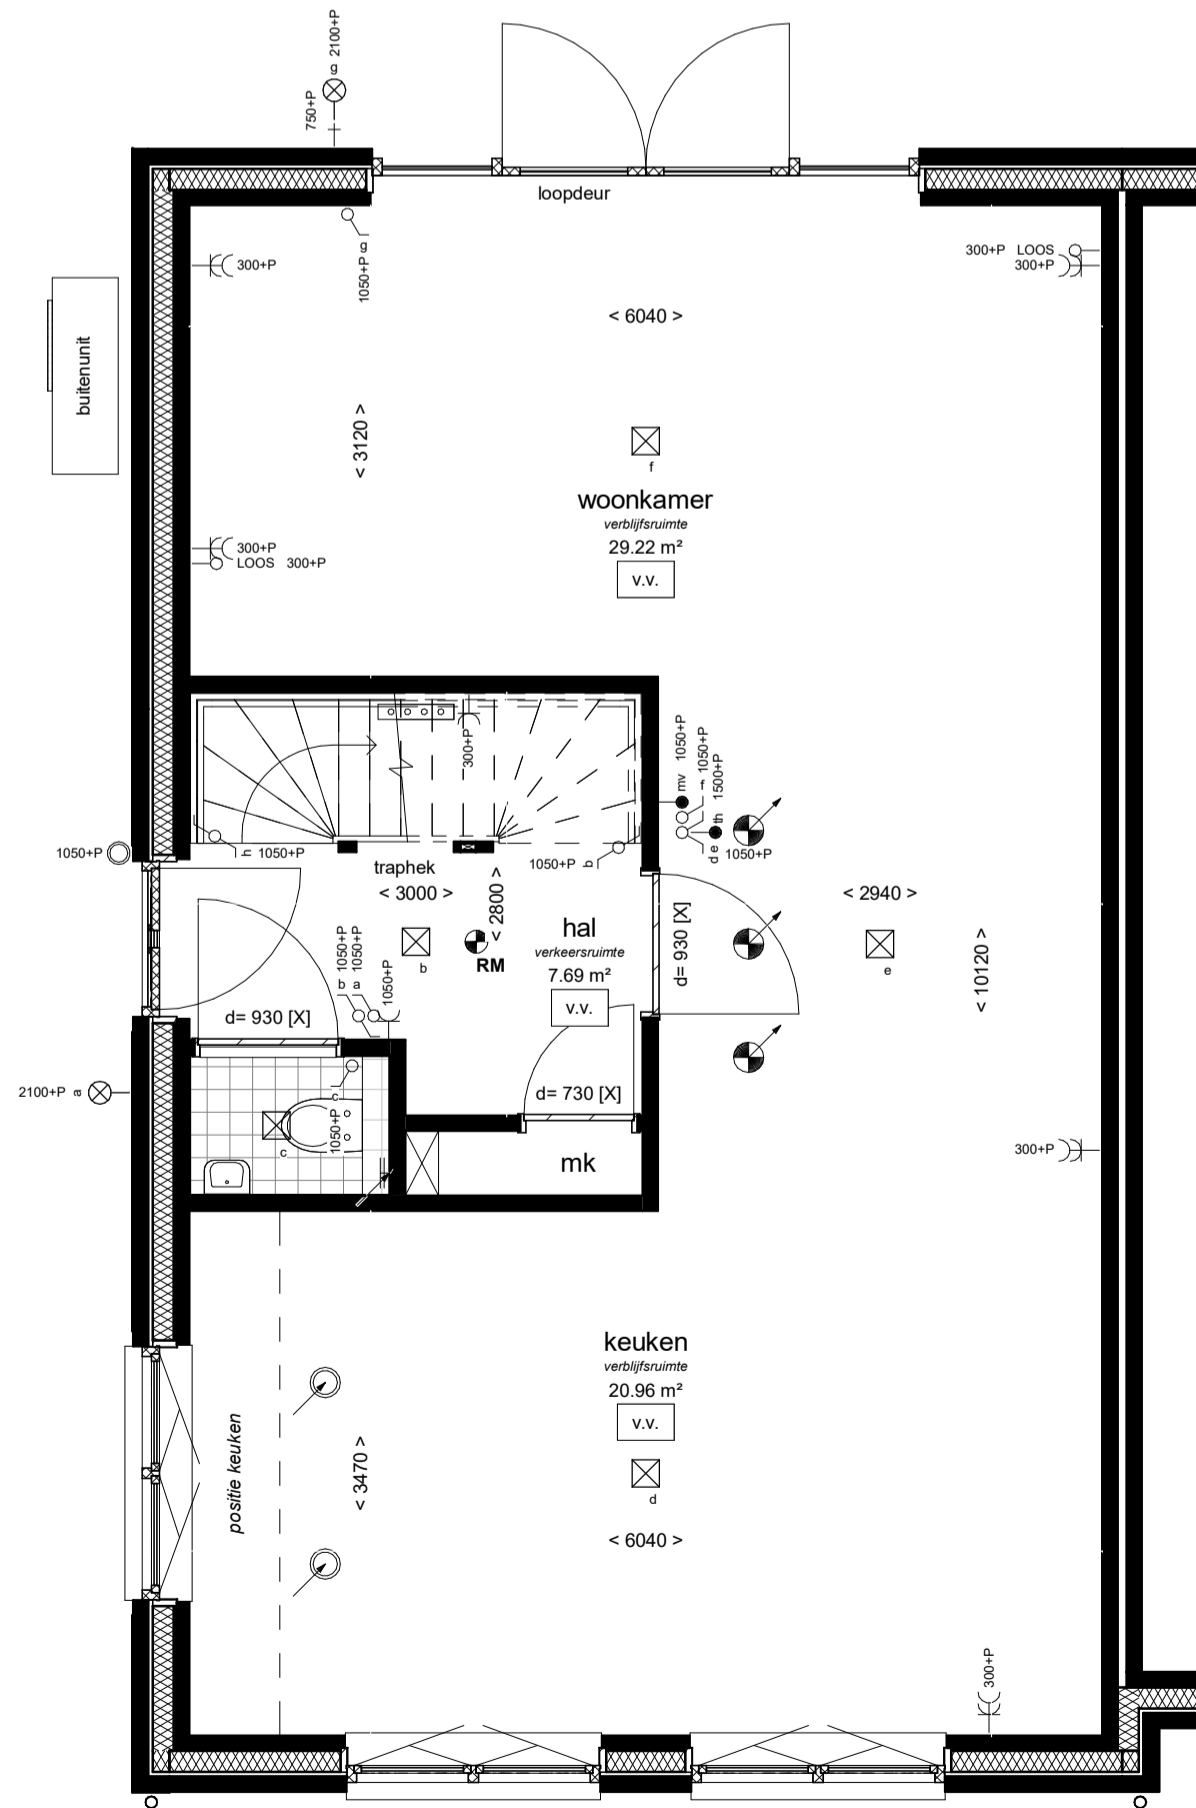 g 2100+P
750+P
loopdeur
1050+P g
300+P
300+P LOOS
300+P
< 6040 >
buitenunit
< 3120 >
f
woonkamer
verblijfsruimte
29.22 m²
v.v.
300+P
LOOS 300+P
300+P
mv 1050+P
f 1050+P
th 1500+P
d e
1050+P
1050+P
h 1050+P
1050+P b
traphek
< 3000 >
< 2800 >
hal
verkeersruimte
7.69 m²
v.v.
RM
b
b 1050+P
a 1050+P
1050+P
d= 930 [X]
d= 930 [X]
< 2940 >
e
< 10120 >
2100+P a
c
1050+P
c
d= 730 [X]
mk
300+P
keuken
verblijfsruimte
20.96 m²
v.v.
d
< 6040 >
positie keuken
< 3470 >
300+P